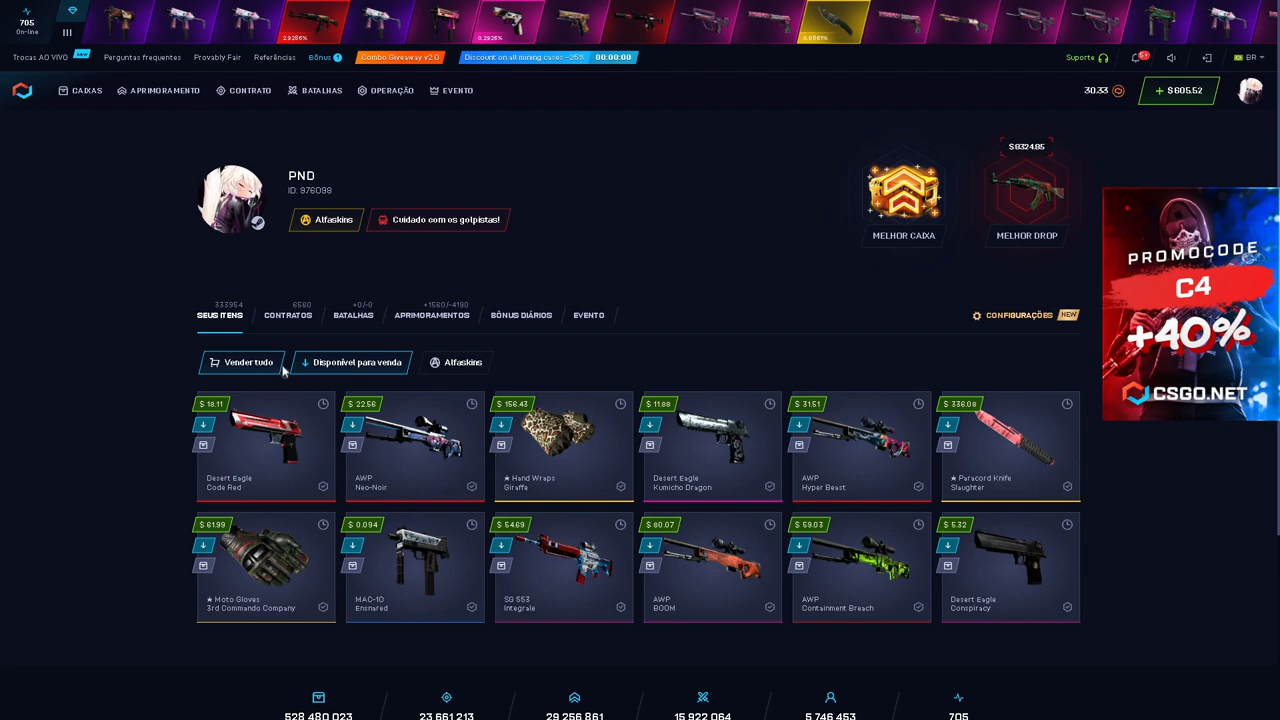 705
On-line
2.9286%
0.2925%
0.0861%
Trocas AO VIVO
NEW
Perguntas frequentes
Provably Fair
Referências
Bônus
Combo Giveaway v2.0
Discount on all mining cases -25%
00:00:00
Suporte
5+
BR
CAIXAS
APRIMORAMENTO
CONTRATO
BATALHAS
OPERAÇÃO
EVENTO
30.33
+ $ 605.52
PND
ID: 976098
Alfaskins
Cuidado com os golpistas!
MELHOR CAIXA
$ 8324.85
MELHOR DROP
PROMOCODE
C4
+40%
CSGO.NET
333954
SEUS ITENS
6560
CONTRATOS
+0/-0
BATALHAS
+1560/-4190
APRIMORAMENTOS
BÔNUS DIÁRIOS
EVENTO
CONFIGURAÇÕES
NEW
Vender tudo
Disponível para venda
Alfaskins
$ 18.11
Desert Eagle
Code Red
$ 22.56
AWP
Neo-Noir
$ 156.43
★ Hand Wraps
Giraffe
$ 11.88
Desert Eagle
Kumicho Dragon
$ 31.51
AWP
Hyper Beast
$ 336.08
★ Paracord Knife
Slaughter
$ 61.99
★ Moto Gloves
3rd Commando Company
$ 0.094
MAC-10
Ensnared
$ 54.69
SG 553
Integrale
$ 80.07
AWP
BOOM
$ 59.03
AWP
Containment Breach
$ 5.32
Desert Eagle
Conspiracy
528 480 023
23 661 213
29 256 861
15 922 064
5 746 453
705